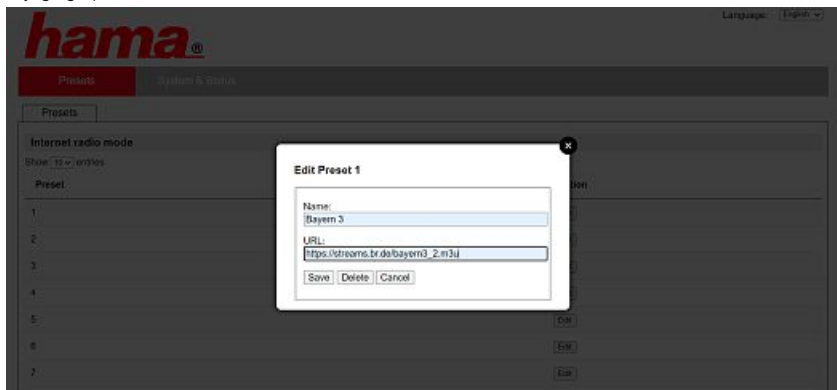 Language: English
hama®
Presets System & Status
Presets
Internet radio mode
Show 10 entries
Preset
1
2
3
4
5 Edit
6 Edit
7 Edit
Edit Preset 1
Name:
Bayern 3
URL:
https://streams.br.de/bayern3_2.m3u
Save Delete Cancel